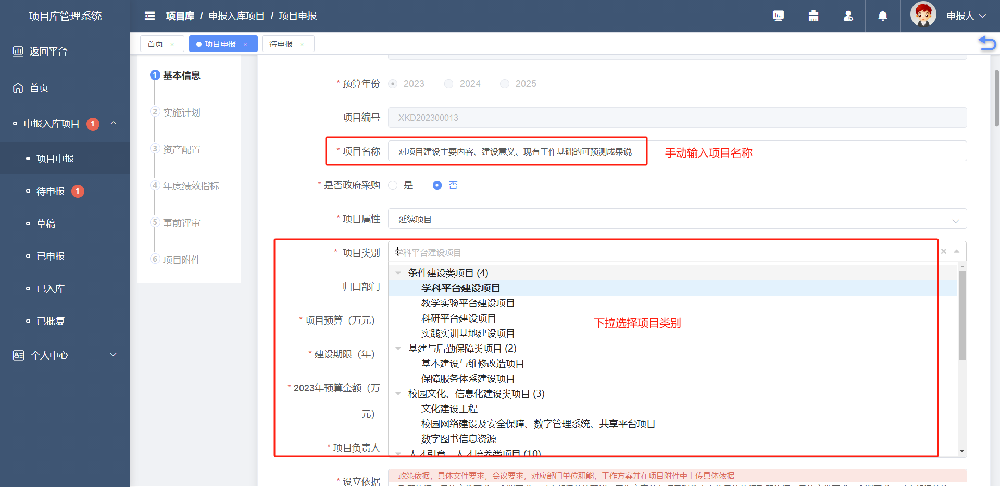 项目库管理系统
项目库 / 申报入库项目 / 项目申报
申报人
返回平台
首页
申报入库项目 1
项目申报
待申报 1
草稿
已申报
已入库
已批复
个人中心
首页 ×
项目申报 ×
待申报 ×
1 基本信息
2 实施计划
3 资产配置
4 年度绩效指标
5 事前评审
6 项目附件
* 预算年份 2023 2024 2025
项目编号 XKD202300013
* 项目名称 对项目建设主要内容、建设意义、现有工作基础的可预测成果说
手动输入项目名称
* 是否政府采购 是 否
* 项目属性 延续项目
* 项目类别 学科平台建设项目
条件建设类项目 (4)
归口部门
学科平台建设项目
教学实验平台建设项目
* 项目预算（万元）
科研平台建设项目
下拉选择项目类别
实践实训基地建设项目
* 建设期限（年）
基建与后勤保障类项目 (2)
基本建设与维修改造项目
保障服务体系建设项目
* 2023年预算金额（万
元）
校园文化、信息化建设类项目 (3)
文化建设工程
校园网络建设及安全保障、数字管理系统、共享平台项目
数字图书信息资源
* 项目负责人
人才引育、人才培养类项目 (10)
* 设立依据
政策依据，具体文件要求，会议要求，对应部门单位职能，工作方案并在项目附件中上传具体依据